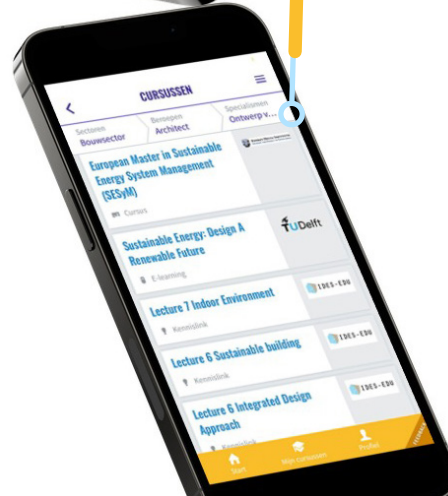 CURSUSSEN
Sectoren
Bouwsector
Beroepen
Architect
Specialismen
Ontwerp v...
European Master in Sustainable
Energy System Management
(SESyM)
Cursus
Sustainable Energy: Design A
Renewable Future
E-learning
TUDelft
Lecture 7 Indoor Environment
Kennislink
IDES-EDU
Lecture 6 Sustainable building
Kennislink
IDES-EDU
Lecture 6 Integrated Design
Approach
Kennislink
IDES-EDU
Start
Mijn cursussen
Profiel
FEEDBACK